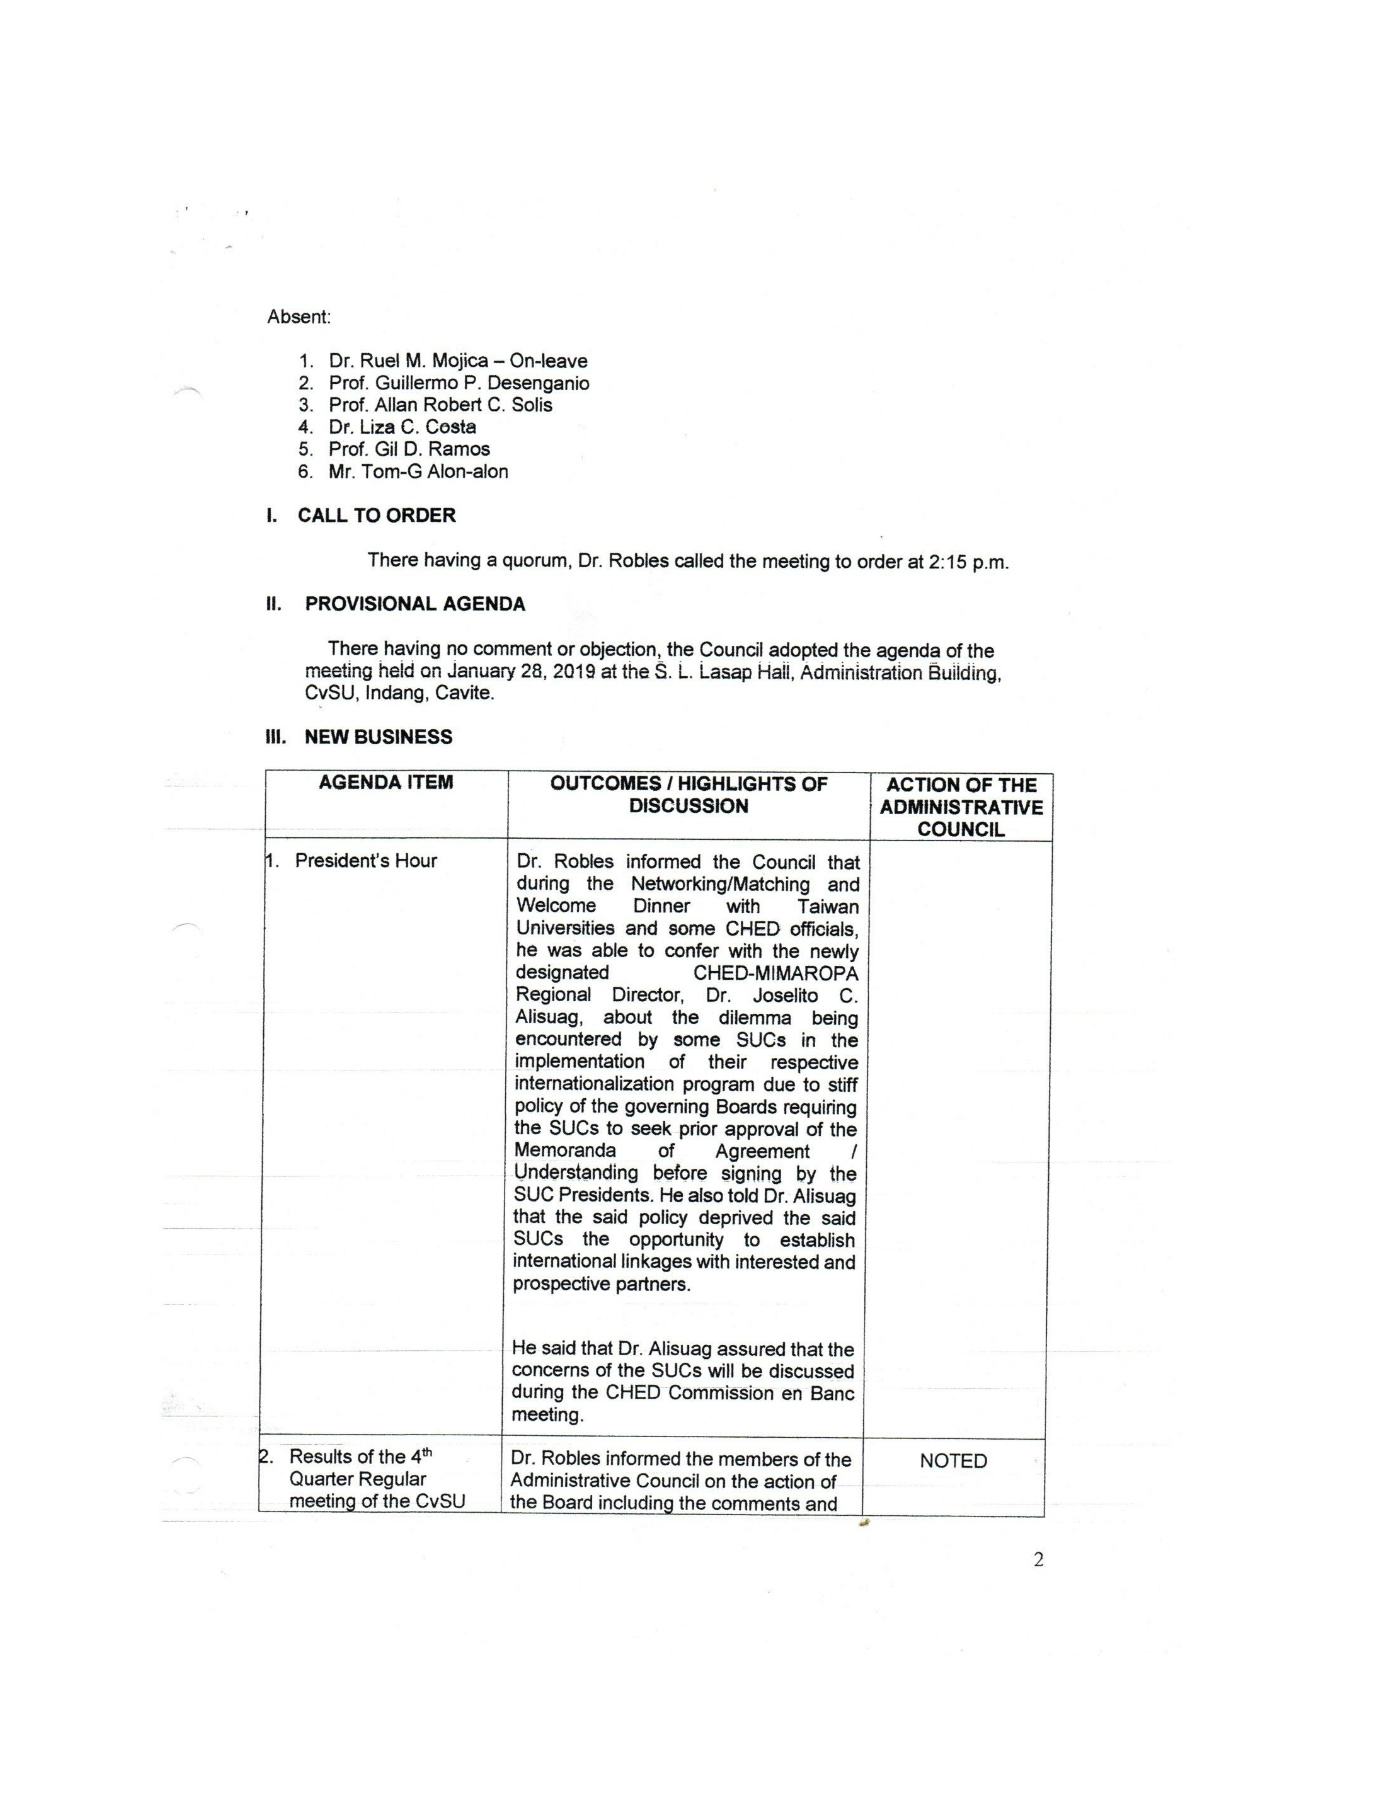 Absent:
1. Dr. Ruel M. Mojica – On-leave
2. Prof. Guillermo P. Desenganio
3. Prof. Allan Robert C. Solis
4. Dr. Liza C. Costa
5. Prof. Gil D. Ramos
6. Mr. Tom-G Alon-alon
I. CALL TO ORDER
There having a quorum, Dr. Robles called the meeting to order at 2:15 p.m.
II. PROVISIONAL AGENDA
There having no comment or objection, the Council adopted the agenda of the
meeting held on January 28, 2019 at the S. L. Lasap Hall, Administration Building,
CvSU, Indang, Cavite.
III. NEW BUSINESS
AGENDA ITEM
OUTCOMES / HIGHLIGHTS OF
DISCUSSION
ACTION OF THE
ADMINISTRATIVE
COUNCIL
1. President's Hour
Dr. Robles informed the Council that
during the Networking/Matching and
Welcome Dinner with Taiwan
Universities and some CHED officials,
he was able to confer with the newly
designated CHED-MIMAROPA
Regional Director, Dr. Joselito C.
Alisuag, about the dilemma being
encountered by some SUCs in the
implementation of their respective
internationalization program due to stiff
policy of the governing Boards requiring
the SUCs to seek prior approval of the
Memoranda of Agreement /
Understanding before signing by the
SUC Presidents. He also told Dr. Alisuag
that the said policy deprived the said
SUCs the opportunity to establish
international linkages with interested and
prospective partners.
He said that Dr. Alisuag assured that the
concerns of the SUCs will be discussed
during the CHED Commission en Banc
meeting.
2. Results of the 4th
Quarter Regular
meeting of the CvSU
Dr. Robles informed the members of the
Administrative Council on the action of
the Board including the comments and
NOTED
2